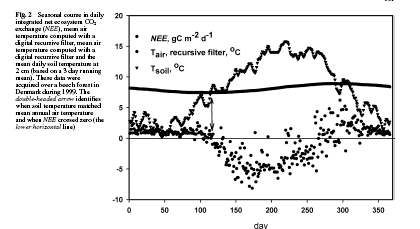 Fig. 2 Seasonal course in daily
integrated net ecosystem CO2
exchange (NEE), mean air
temperature computed with a
digital recursive filter, mean air
temperature computed with a
digital recursive filter and the
mean daily soil temperature at
2 cm (based on a 3 day running
mean). There data were
acquired over a beech forest in
Denmark during 1999. The
double-headed arrow identifies
when soil temperature matched
mean annual air temperature
and when NEE crossed zero (the
lower horizontal line)
20
15
10
5
0
-5
-10
NEE, gC m-2 d-1
Tair, recursive filter, °C
Tsoil, °C
0 50 100 150 200 250 300 350
day